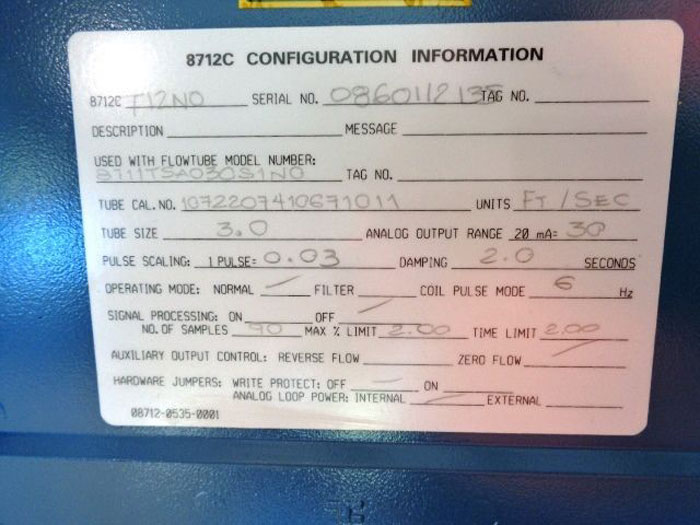 8712C CONFIGURATION INFORMATION
8712C T12N0 SERIAL NO. 0860112135 TAG NO.
DESCRIPTION MESSAGE
USED WITH FLOWTUBE MODEL NUMBER:
8711TSA030S1N0 TAG NO.
TUBE CAL. NO. 1072207410671011 UNITS FT/SEC
TUBE SIZE 3.0 ANALOG OUTPUT RANGE 20 mA= 30
PULSE SCALING: 1 PULSE= 0.03 DAMPING 2.0 SECONDS
OPERATING MODE: NORMAL FILTER COIL PULSE MODE 6 Hz
SIGNAL PROCESSING: ON OFF
NO. OF SAMPLES 90 MAX % LIMIT 2.00 TIME LIMIT 2.00
AUXILIARY OUTPUT CONTROL: REVERSE FLOW ZERO FLOW
HARDWARE JUMPERS: WRITE PROTECT: OFF ON
ANALOG LOOP POWER: INTERNAL EXTERNAL
08712-0535-0001